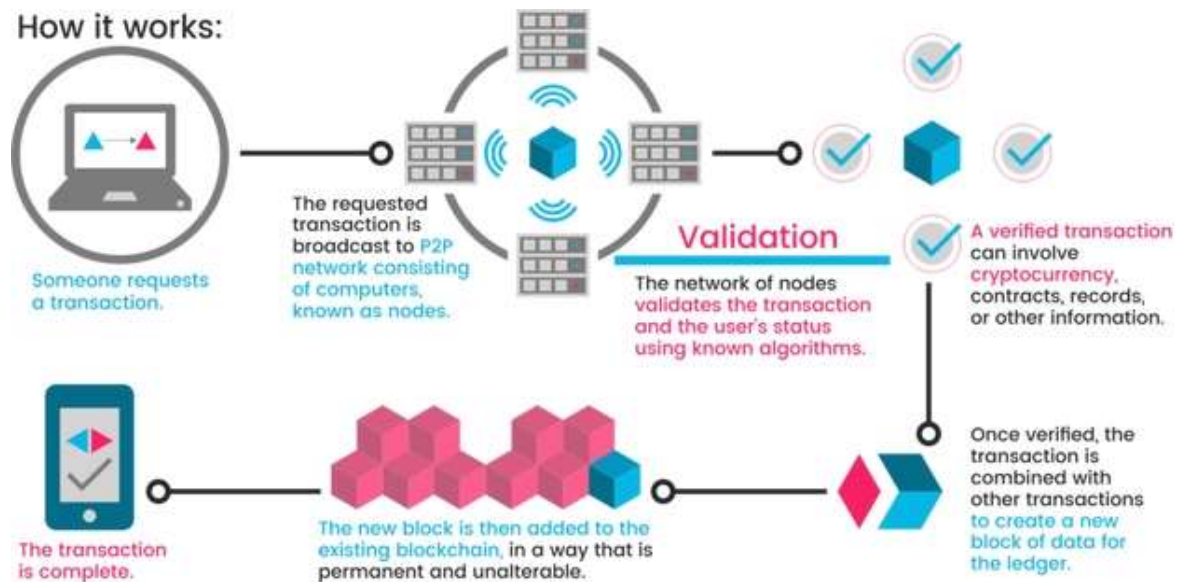 How it works:
Someone requests
a transaction.
The requested
transaction is
broadcast to P2P
network consisting
of computers,
known as nodes.
Validation
The network of nodes
validates the transaction
and the user's status
using known algorithms.
A verified transaction
can involve
cryptocurrency,
contracts, records,
or other information.
Once verified, the
transaction is
combined with
other transactions
to create a new
block of data for
the ledger.
The new block is then added to the
existing blockchain, in a way that is
permanent and unalterable.
The transaction
is complete.